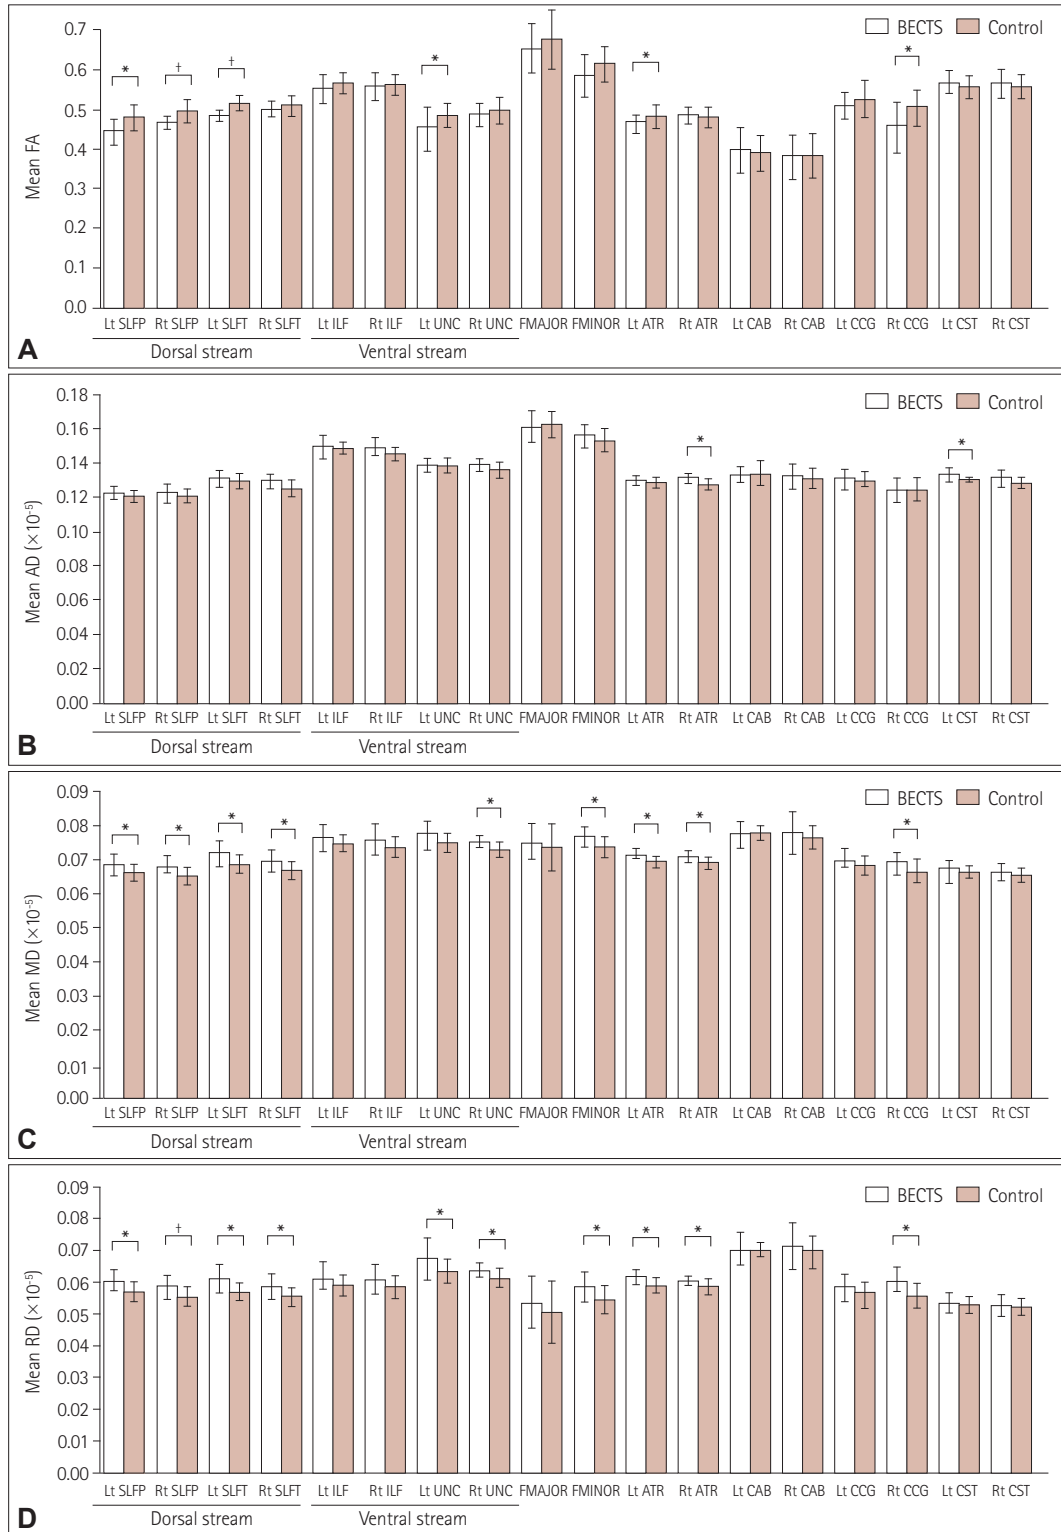 BECTS Control
* † † * * *
0.7
0.6
0.5
0.4
0.3
0.2
0.1
0.0
Mean FA
Lt SLFP Rt SLFP Lt SLFT Rt SLFT Lt ILF Rt ILF Lt UNC Rt UNC FMAJOR FMINOR Lt ATR Rt ATR Lt CAB Rt CAB Lt CCG Rt CCG Lt CST Rt CST
Dorsal stream Ventral stream
A
BECTS Control
* *
0.18
0.16
0.14
0.12
0.10
0.08
0.06
0.04
0.02
0.00
Mean AD (×10⁻⁵)
Lt SLFP Rt SLFP Lt SLFT Rt SLFT Lt ILF Rt ILF Lt UNC Rt UNC FMAJOR FMINOR Lt ATR Rt ATR Lt CAB Rt CAB Lt CCG Rt CCG Lt CST Rt CST
Dorsal stream Ventral stream
B
BECTS Control
* * * * * * * * *
0.09
0.08
0.07
0.06
0.05
0.04
0.03
0.02
0.01
0.00
Mean MD (×10⁻⁵)
Lt SLFP Rt SLFP Lt SLFT Rt SLFT Lt ILF Rt ILF Lt UNC Rt UNC FMAJOR FMINOR Lt ATR Rt ATR Lt CAB Rt CAB Lt CCG Rt CCG Lt CST Rt CST
Dorsal stream Ventral stream
C
BECTS Control
* † * * * * * * * *
0.09
0.08
0.07
0.06
0.05
0.04
0.03
0.02
0.01
0.00
Mean RD (×10⁻⁵)
Lt SLFP Rt SLFP Lt SLFT Rt SLFT Lt ILF Rt ILF Lt UNC Rt UNC FMAJOR FMINOR Lt ATR Rt ATR Lt CAB Rt CAB Lt CCG Rt CCG Lt CST Rt CST
Dorsal stream Ventral stream
D